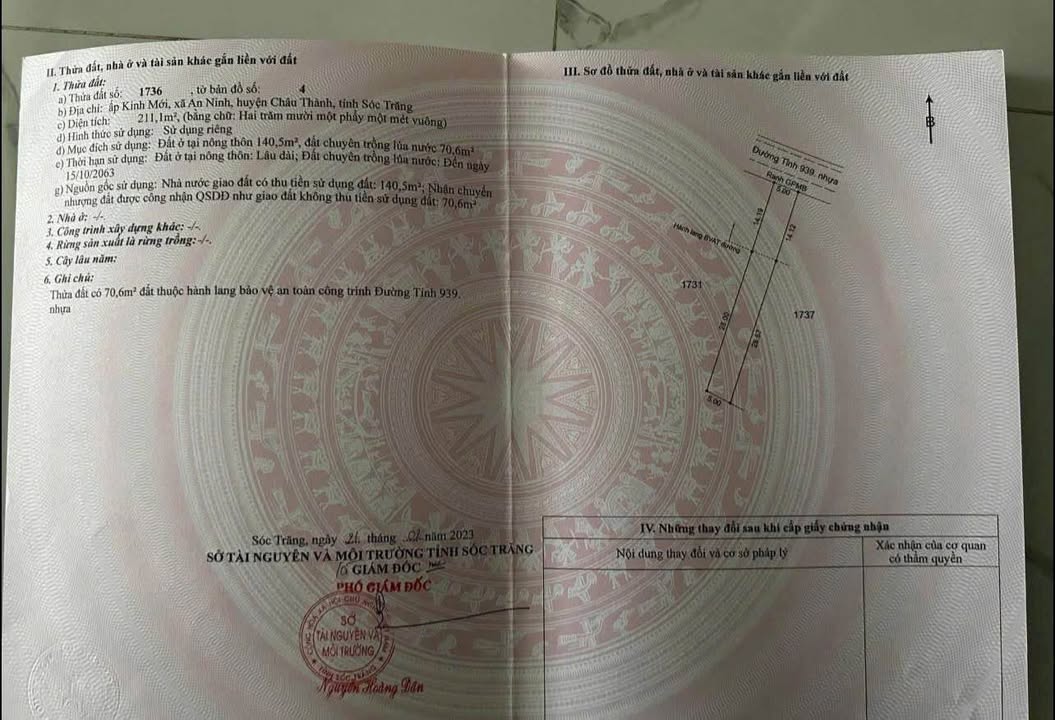 II. Thửa đất, nhà ở và tài sản khác gắn liền với đất
1. Thửa đất:
a) Thửa đất số: 1736 , tờ bản đồ số: 4
b) Địa chỉ: ấp Kinh Mới, xã An Ninh, huyện Châu Thành, tỉnh Sóc Trăng
c) Diện tích: 211,1m², (bằng chữ: Hai trăm mười một phẩy một mét vuông)
d) Hình thức sử dụng: Sử dụng riêng
đ) Mục đích sử dụng: Đất ở tại nông thôn 140,5m², đất chuyên trồng lúa nước 70,6m²
e) Thời hạn sử dụng: Đất ở tại nông thôn: Lâu dài; Đất chuyên trồng lúa nước: Đến ngày
15/10/2063
g) Nguồn gốc sử dụng: Nhà nước giao đất có thu tiền sử dụng đất: 140,5m²; Nhận chuyển
nhượng đất được công nhận QSDĐ như giao đất không thu tiền sử dụng đất: 70,6m²
2. Nhà ở: -/-.
3. Công trình xây dựng khác: -/-.
4. Rừng sản xuất là rừng trồng: -/-.
5. Cây lâu năm:
6. Ghi chú:
Thửa đất có 70,6m² đất thuộc hành lang bảo vệ an toàn công trình Đường Tỉnh 939.
nhựa
Sóc Trăng, ngày 21 tháng năm 2023
SỞ TÀI NGUYÊN VÀ MÔI TRƯỜNG TỈNH SÓC TRĂNG
GIÁM ĐỐC
PHÓ GIÁM ĐỐC
SỞ
TÀI NGUYÊN VÀ
MÔI TRƯỜNG
TỈNH SÓC TRĂNG
Nguyễn Hoàng Dân
III. Sơ đồ thửa đất, nhà ở và tài sản khác gắn liền với đất
B
Đường Tỉnh 939. nhựa
Ranh GPMB
5.00
14.19
14.12
Hành lang BVAT đường
1731
1737
28.00
5.00
IV. Những thay đổi sau khi cấp giấy chứng nhận
Nội dung thay đổi và cơ sở pháp lý
Xác nhận của cơ quan
có thẩm quyền